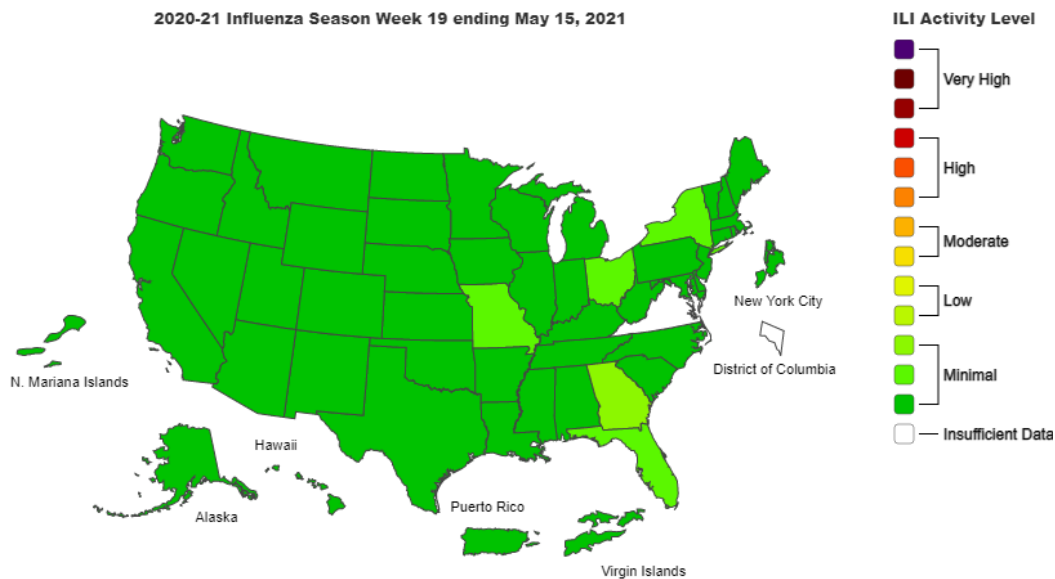 2020-21 Influenza Season Week 19 ending May 15, 2021
ILI Activity Level
Very High
High
Moderate
Low
New York City
District of Columbia
N. Mariana Islands
Minimal
Insufficient Data
Hawaii
Alaska
Puerto Rico
Virgin Islands